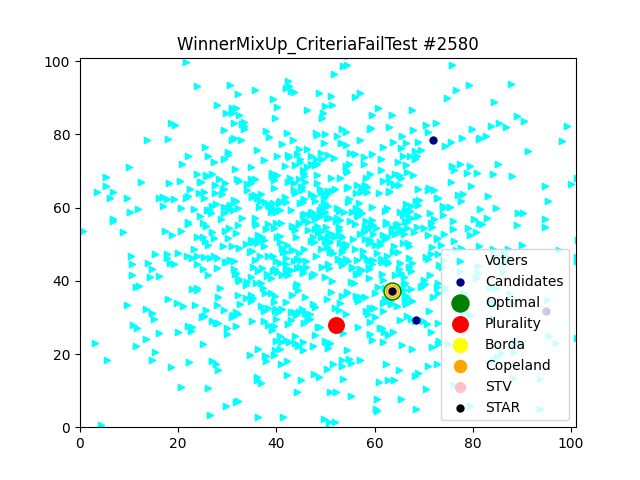 WinnerMixUp_CriteriaFailTest #2580
100
80
60
40
20
0
0 20 40 60 80 100
Voters
Candidates
Optimal
Plurality
Borda
Copeland
STV
STAR